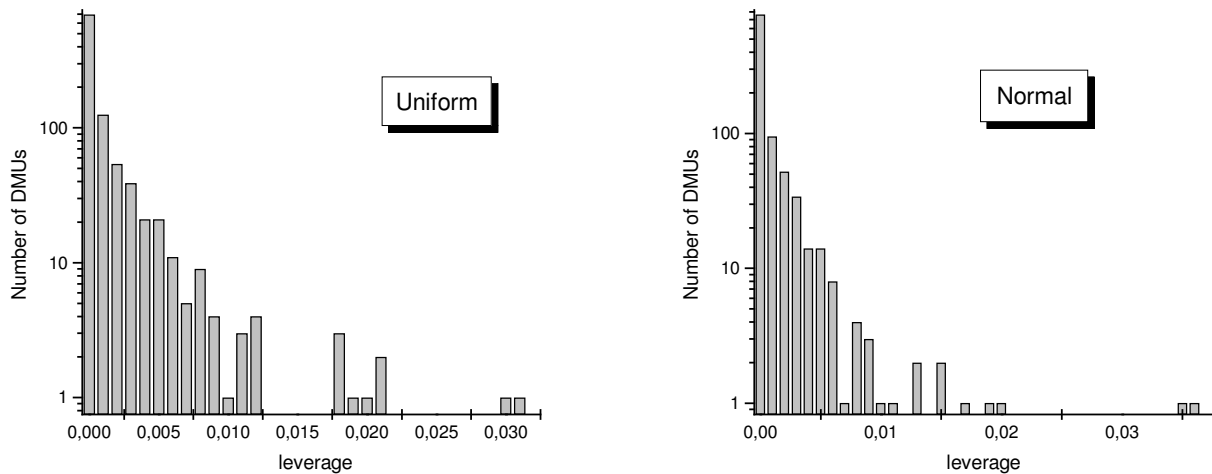 Uniform
Number of DMUs
100
10
1
0,000 0,005 0,010 0,015 0,020 0,025 0,030
leverage
Normal
Number of DMUs
100
10
1
0,00 0,01 0,02 0,03
leverage